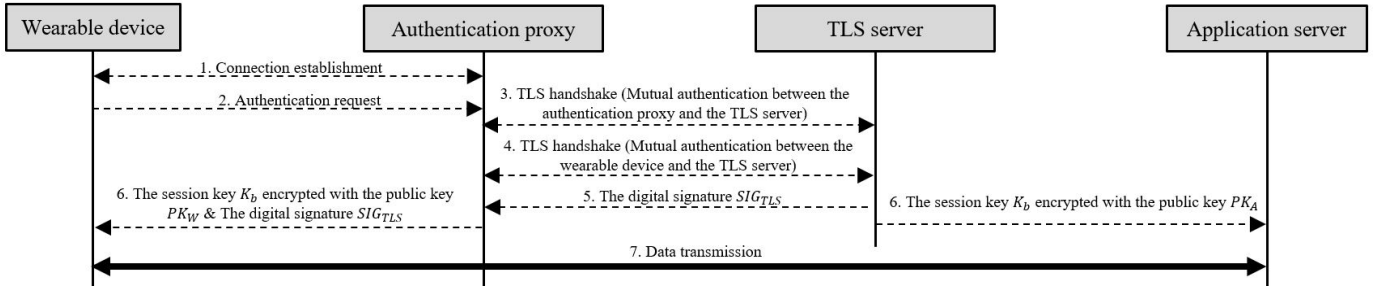 Wearable device
Authentication proxy
TLS server
Application server
1. Connection establishment
2. Authentication request
3. TLS handshake (Mutual authentication between the
authentication proxy and the TLS server)
4. TLS handshake (Mutual authentication between the
wearable device and the TLS server)
5. The digital signature SIG_TLS
6. The session key K_b encrypted with the public key
PK_W & The digital signature SIG_TLS
6. The session key K_b encrypted with the public key PK_A
7. Data transmission